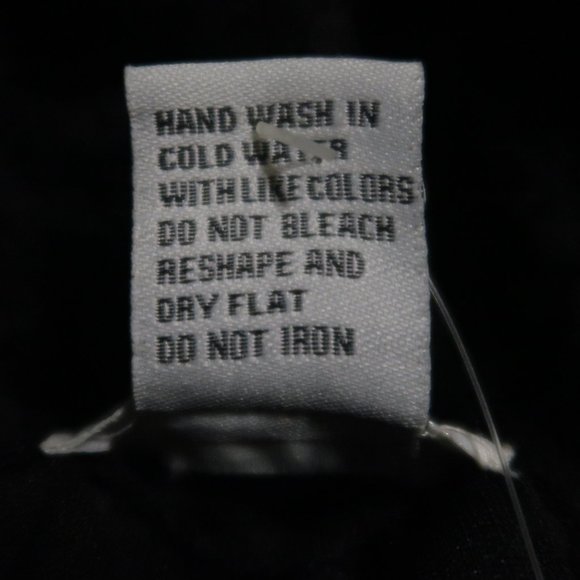 HAND WASH IN
COLD WATER
WITH LIKE COLORS
DO NOT BLEACH
RESHAPE AND
DRY FLAT
DO NOT IRON